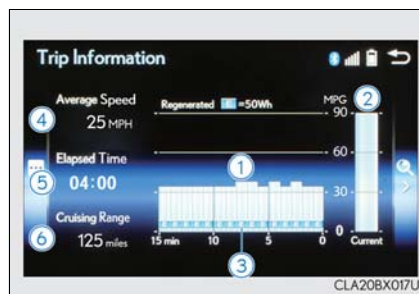 Trip Information
Average Speed
25 MPH
Elapsed Time
04:00
Cruising Range
125 miles
Regenerated =50Wh
MPG
90
60
30
0
15 min 10 5 0 Current
1
2
3
4
5
6
CLA20BX017U